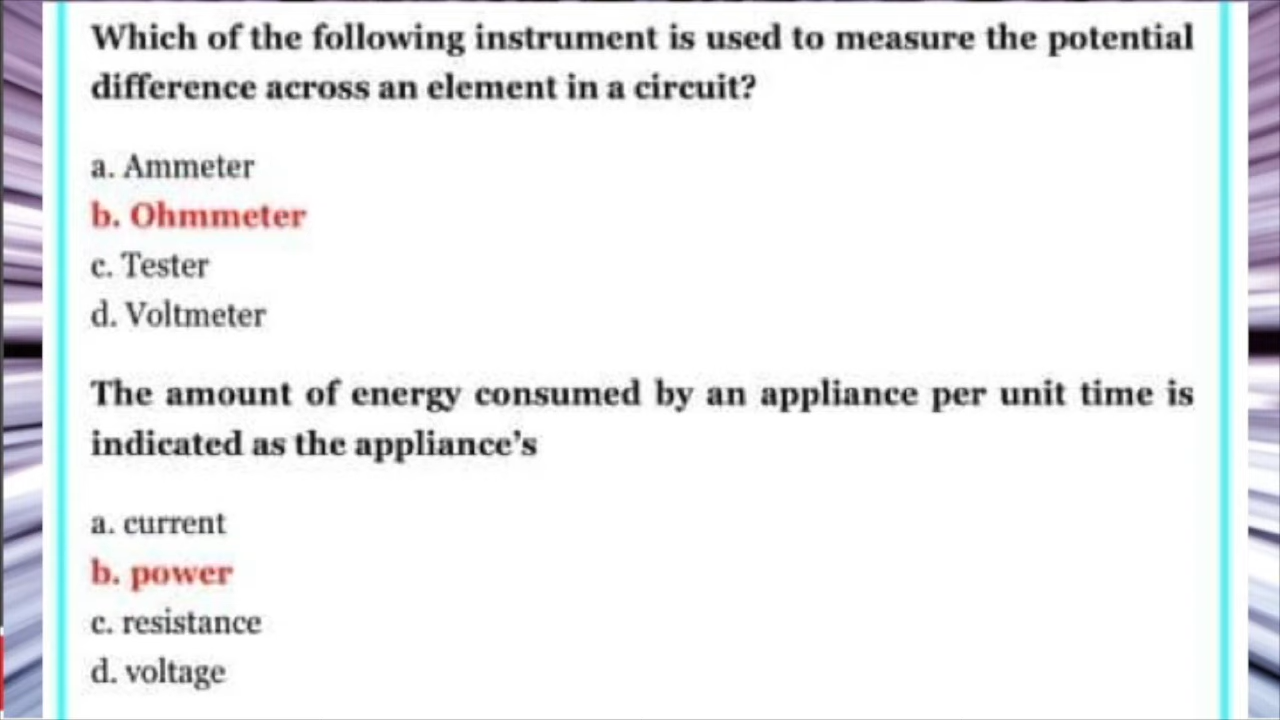 Which of the following instrument is used to measure the potential
difference across an element in a circuit?
a. Ammeter
b. Ohmmeter
c. Tester
d. Voltmeter
The amount of energy consumed by an appliance per unit time is
indicated as the appliance's
a. current
b. power
c. resistance
d. voltage